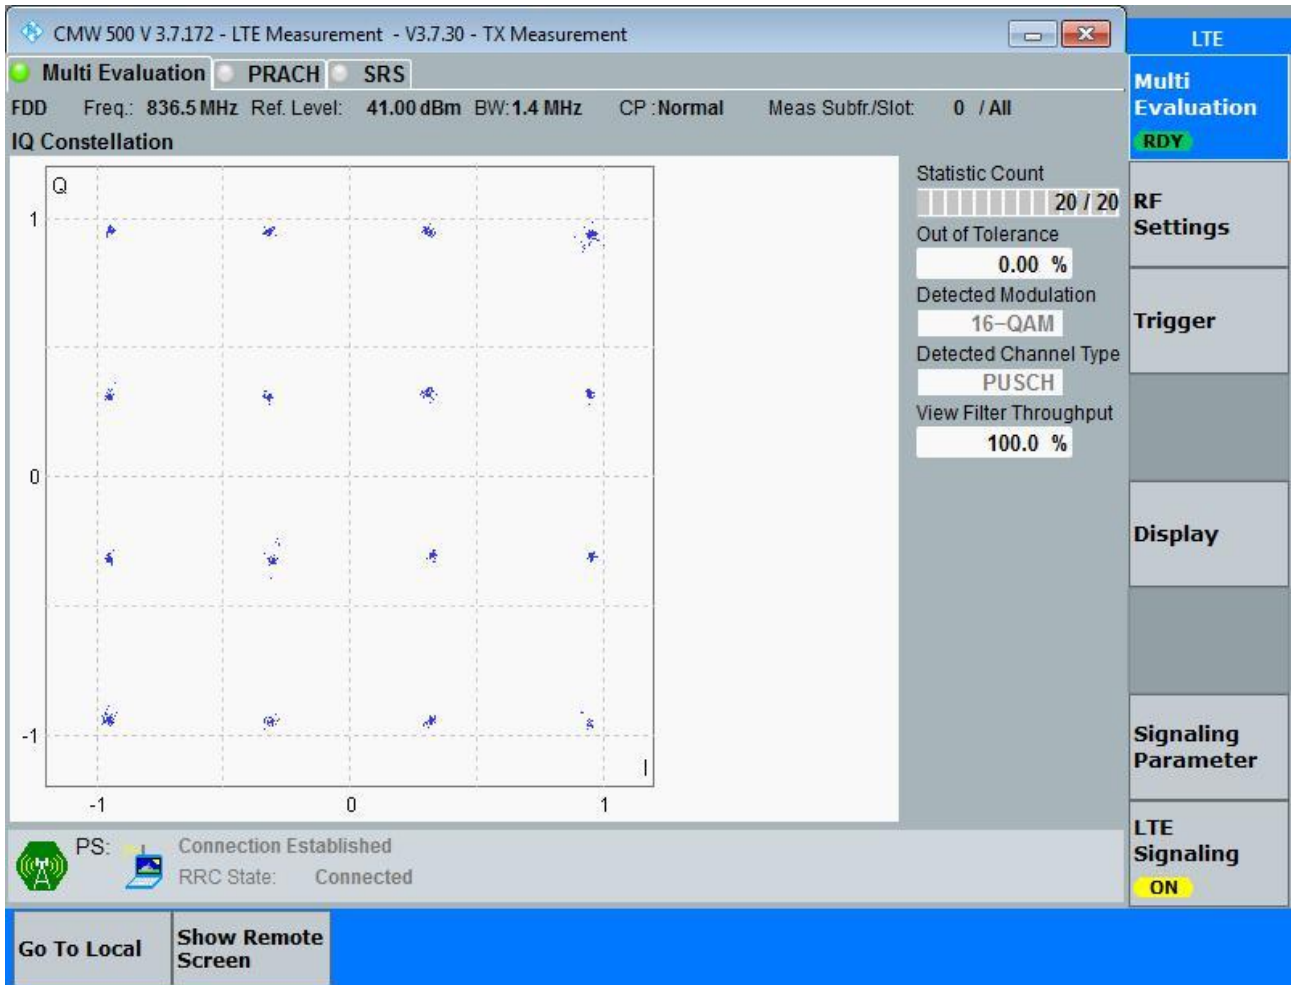 CMW 500 V 3.7.172 - LTE Measurement - V3.7.30 - TX Measurement
LTE
Multi Evaluation PRACH SRS
Multi
Evaluation
RDY
FDD Freq.: 836.5 MHz Ref. Level: 41.00 dBm BW: 1.4 MHz CP : Normal Meas Subfr./Slot: 0 / All
IQ Constellation
Q
1
0
-1
I
-1 0 1
Statistic Count
20 / 20
Out of Tolerance
0.00 %
Detected Modulation
16-QAM
Detected Channel Type
PUSCH
View Filter Throughput
100.0 %
RF
Settings
Trigger
Display
Signaling
Parameter
LTE
Signaling
ON
PS: Connection Established
RRC State: Connected
Go To Local
Show Remote
Screen